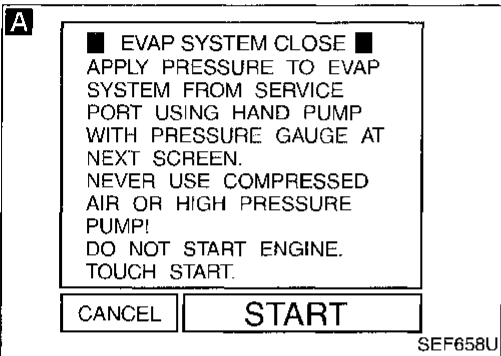 A
■ EVAP SYSTEM CLOSE ■
APPLY PRESSURE TO EVAP
SYSTEM FROM SERVICE
PORT USING HAND PUMP
WITH PRESSURE GAUGE AT
NEXT SCREEN.
NEVER USE COMPRESSED
AIR OR HIGH PRESSURE
PUMP!
DO NOT START ENGINE.
TOUCH START.
CANCEL START
SEF658U